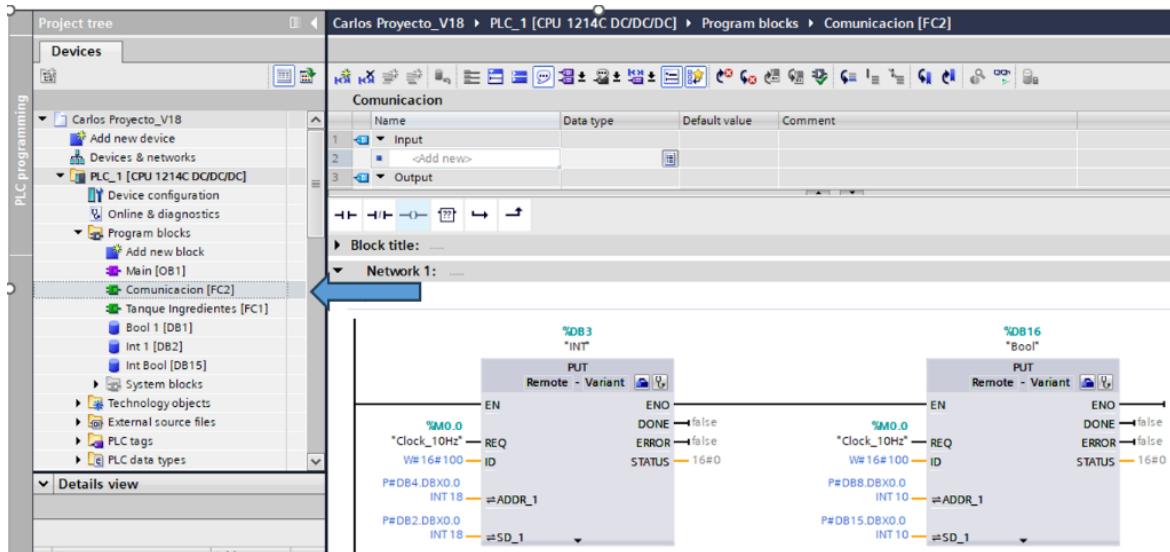 Project tree
Carlos Proyecto_V18 PLC_1 [CPU 1214C DC/DC/DC] Program blocks Comunicacion [FC2]
Devices
PLC programming
Carlos Proyecto_V18
Add new device
Devices & networks
PLC_1 [CPU 1214C DC/DC/DC]
Device configuration
Online & diagnostics
Program blocks
Add new block
Main [OB1]
Comunicacion [FC2]
Tanque Ingredientes [FC1]
Bool 1 [DB1]
Int 1 [DB2]
Int Bool [DB15]
System blocks
Technology objects
External source files
PLC tags
PLC data types
Details view
Comunicacion
Name Data type Default value Comment
1 Input
2 <Add new>
3 Output
??
Block title: ....
Network 1: ....
%DB3
"INT"
PUT
Remote - Variant
EN ENO
%M0.0
"Clock_10Hz" REQ
W#16#100 ID
P#DB4.DBX0.0
INT 18 ADDR_1
P#DB2.DBX0.0
INT 18 SD_1
DONE false
ERROR false
STATUS 16#0
%DB16
"Bool"
PUT
Remote - Variant
EN ENO
%M0.0
"Clock_10Hz" REQ
W#16#100 ID
P#DB8.DBX0.0
INT 10 ADDR_1
P#DB15.DBX0.0
INT 10 SD_1
DONE false
ERROR false
STATUS 16#0